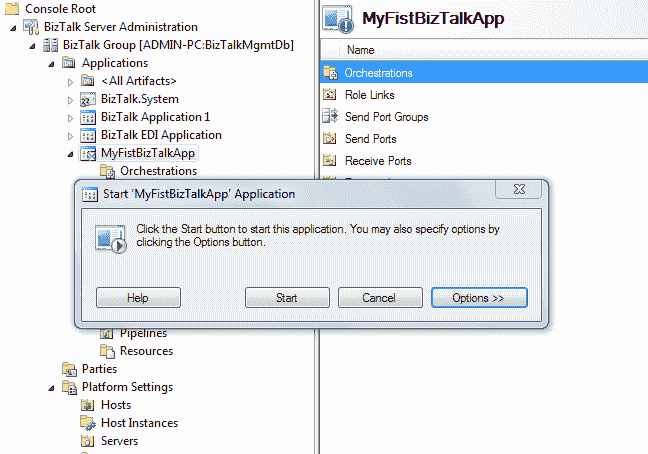 Console Root
BizTalk Server Administration
BizTalk Group [ADMIN-PC:BizTalkMgmtDb]
Applications
<All Artifacts>
BizTalk.System
BizTalk Application 1
BizTalk EDI Application
MyFistBizTalkApp
Orchestrations
MyFistBizTalkApp
Name
Orchestrations
Role Links
Send Port Groups
Send Ports
Receive Ports
Start 'MyFistBizTalkApp' Application
Click the Start button to start this application. You may also specify options by
clicking the Options button.
Help
Start
Cancel
Options >>
Pipelines
Resources
Parties
Platform Settings
Hosts
Host Instances
Servers